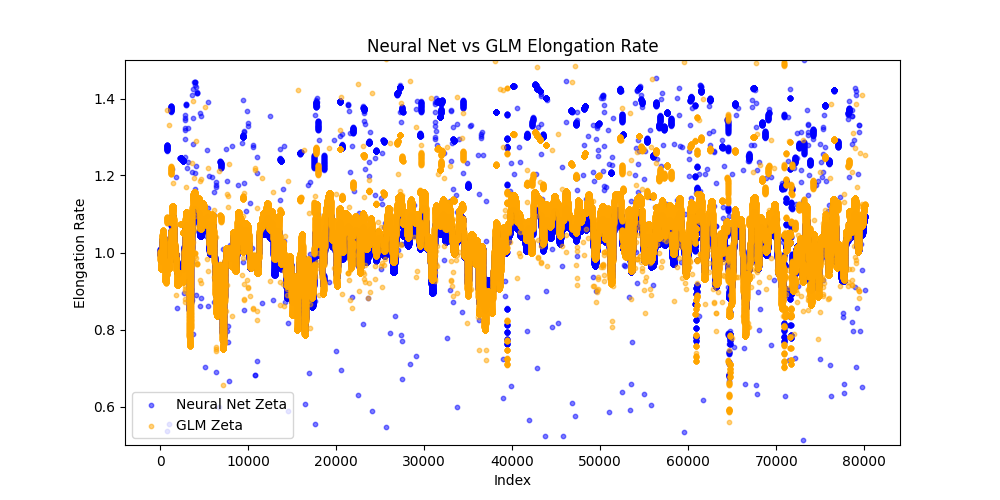 Neural Net vs GLM Elongation Rate
1.4
1.2
1.0
0.8
0.6
Elongation Rate
Neural Net Zeta
GLM Zeta
0
10000
20000
30000
40000
50000
60000
70000
80000
Index